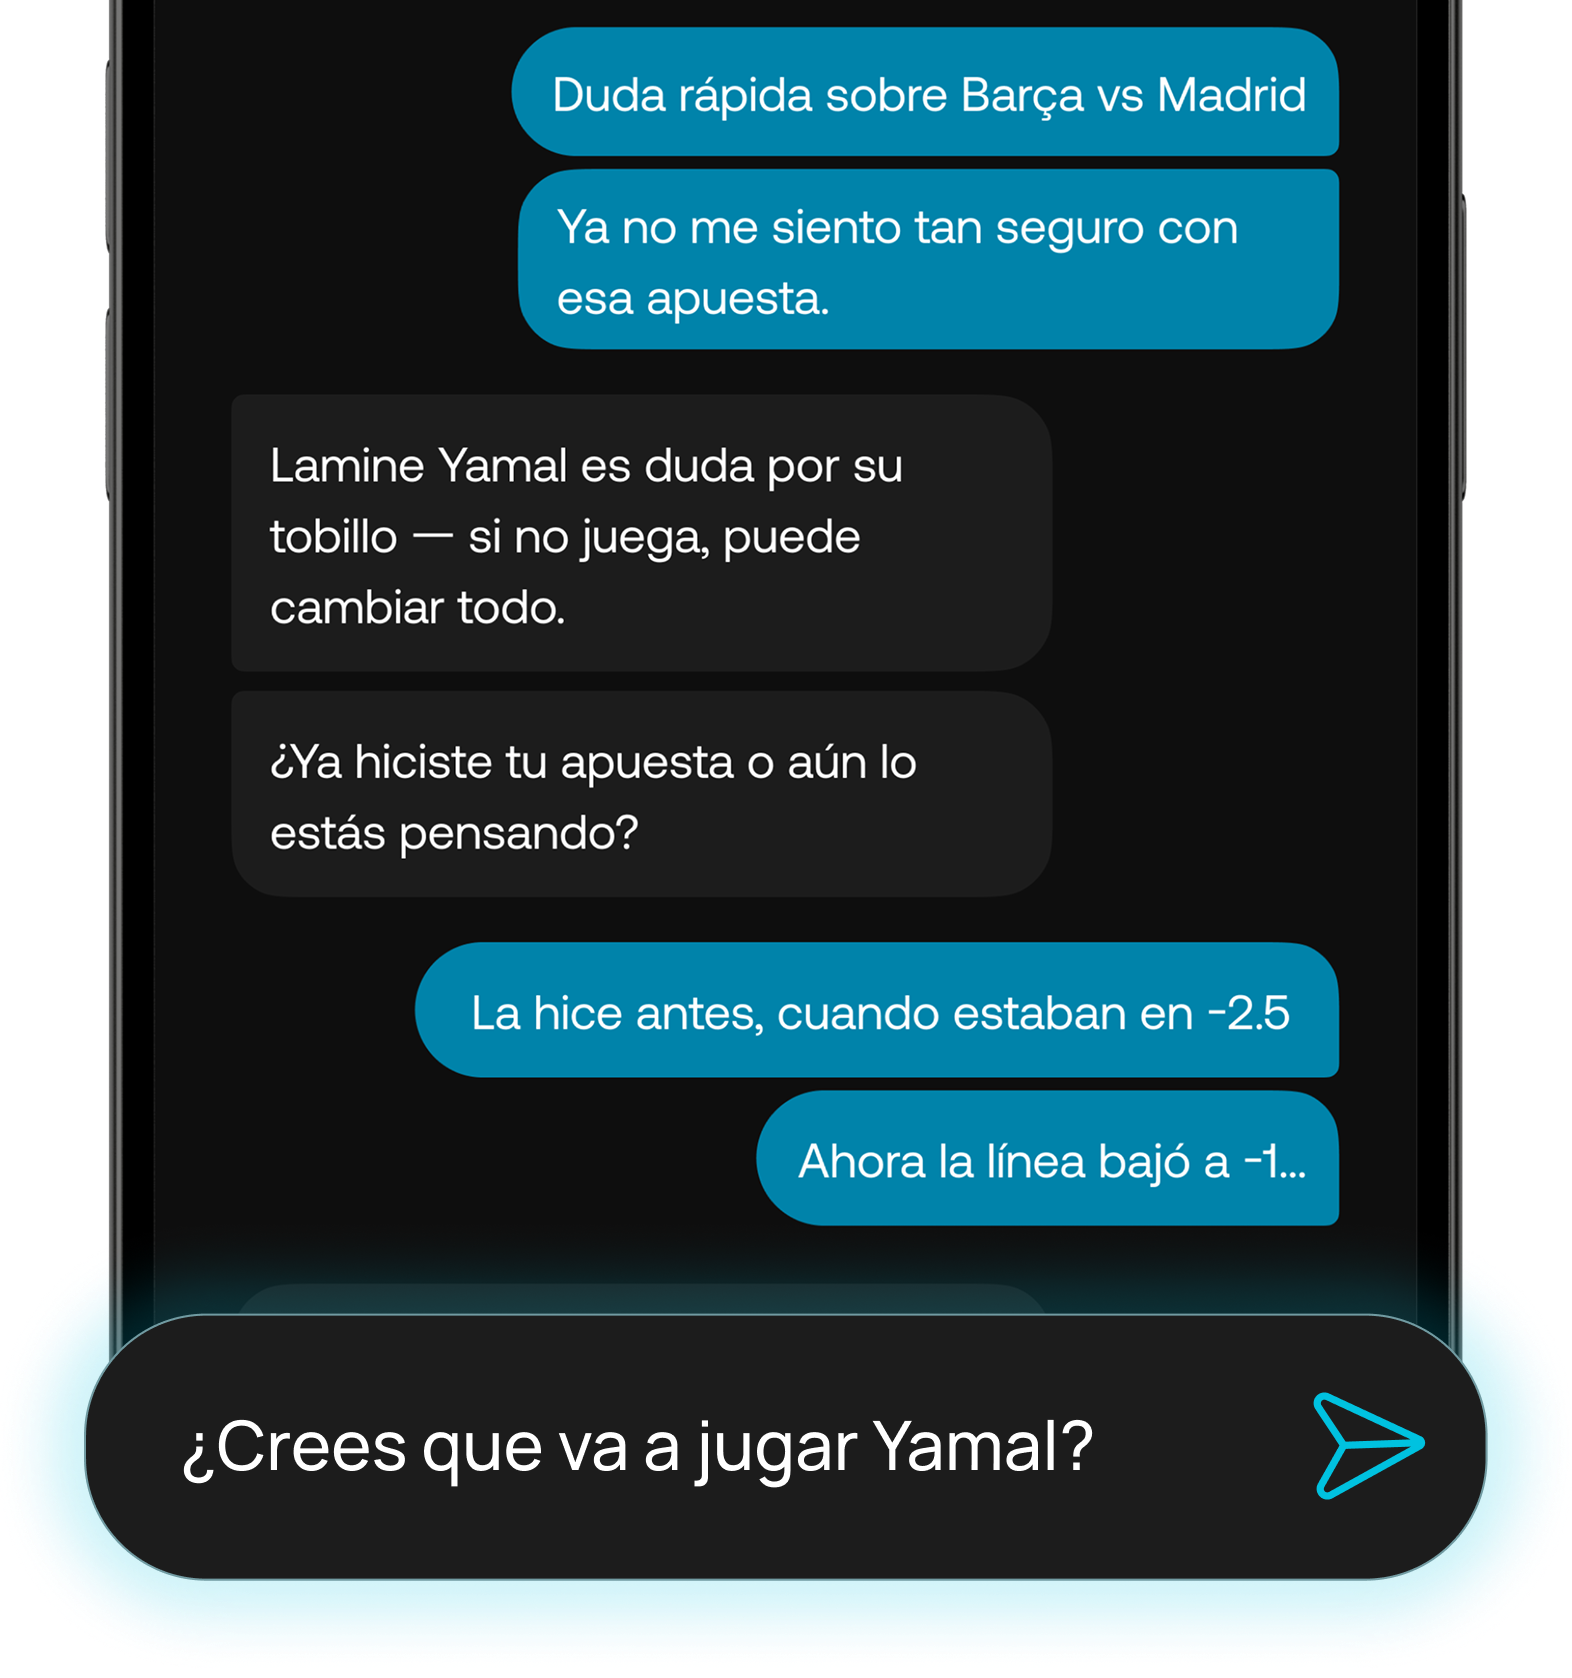 Duda rápida sobre Barça vs Madrid
Ya no me siento tan seguro con
esa apuesta.
Lamine Yamal es duda por su
tobillo — si no juega, puede
cambiar todo.
¿Ya hiciste tu apuesta o aún lo
estás pensando?
La hice antes, cuando estaban en -2.5
Ahora la línea bajó a -1...
¿Crees que va a jugar Yamal?